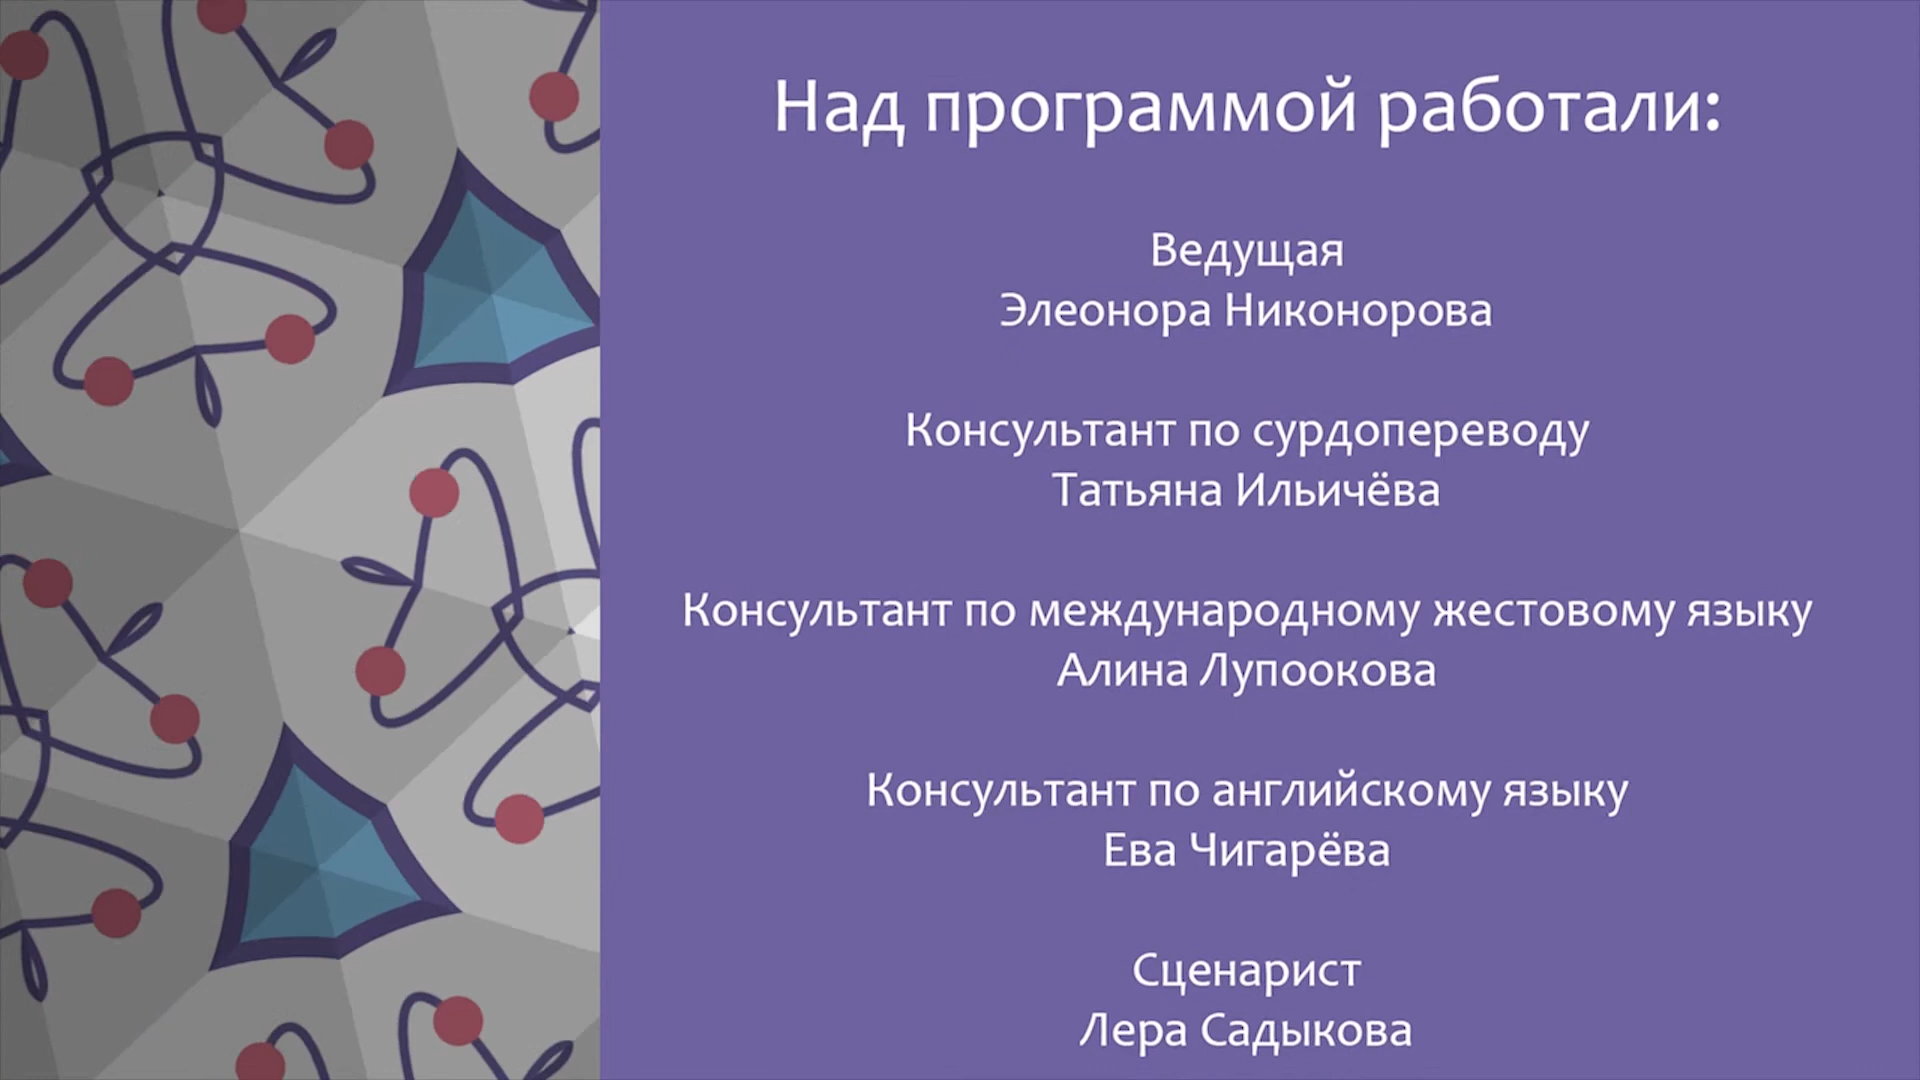 Над программой работали:
Ведущая
Элеонора Никонорова
Консультант по сурдопереводу
Татьяна Ильичёва
Консультант по международному жестовому языку
Алина Лупоокова
Консультант по английскому языку
Ева Чигарёва
Сценарист
Лера Садыкова